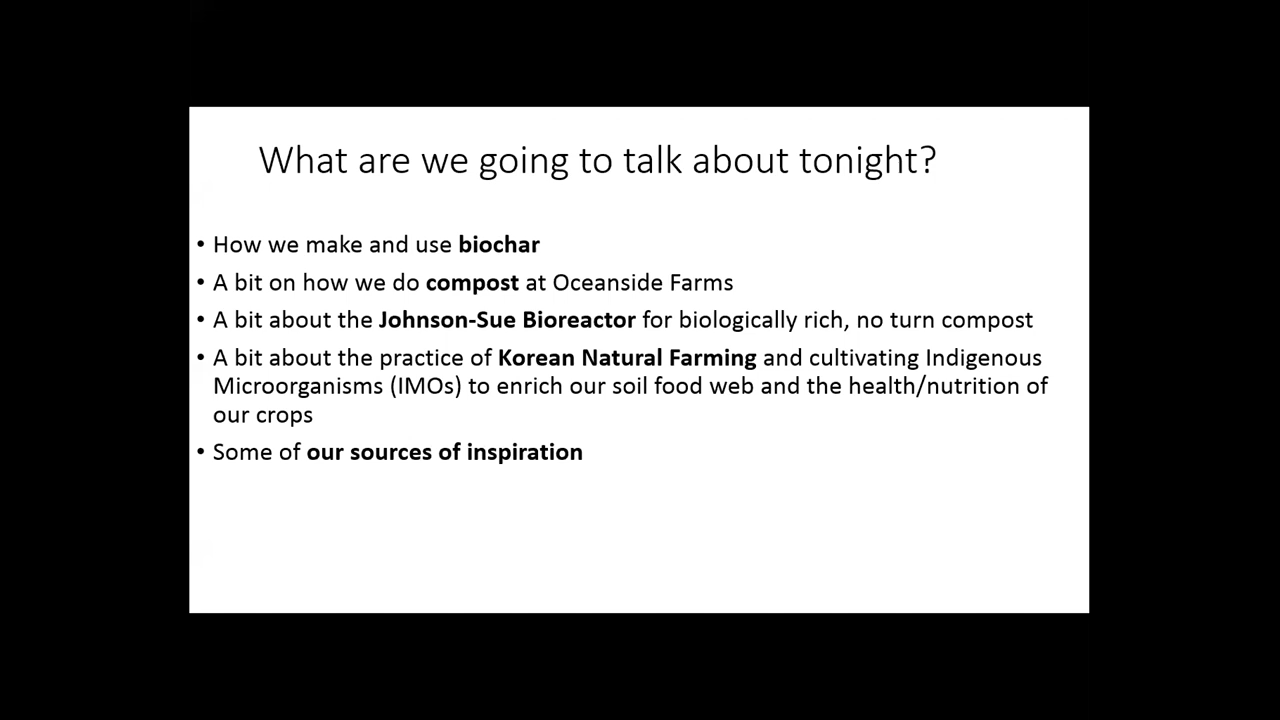 What are we going to talk about tonight?
• How we make and use biochar
• A bit on how we do compost at Oceanside Farms
• A bit about the Johnson-Sue Bioreactor for biologically rich, no turn compost
• A bit about the practice of Korean Natural Farming and cultivating Indigenous
Microorganisms (IMOs) to enrich our soil food web and the health/nutrition of
our crops
• Some of our sources of inspiration